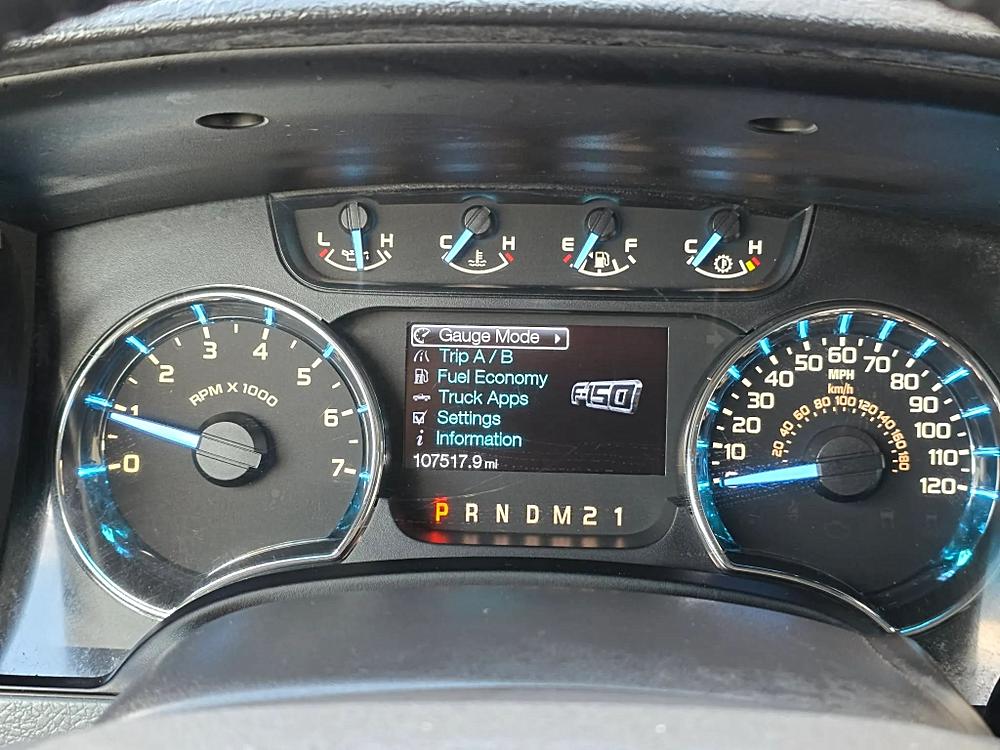 L H
C H
E F
C H
0 1 2 3 4 5 6 7
RPM X 1000
Gauge Mode
Trip A / B
Fuel Economy
Truck Apps
Settings
i Information
F-150
107517.9 mi
P R N D M 2 1
10 20 30 40 50 60 70 80 90 100 110 120
MPH
km/h
20 40 60 80 100 120 140 160 180